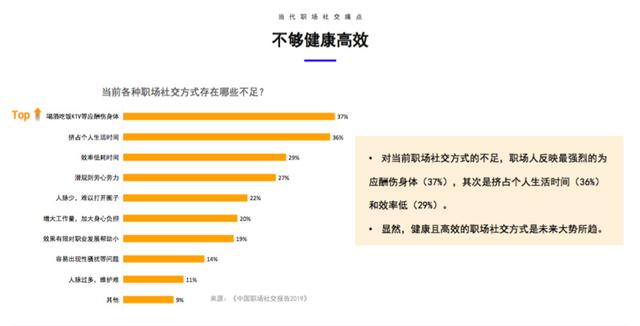 当代职场社交痛点
不够健康高效
当前各种职场社交方式存在哪些不足?
Top
喝酒吃饭KTV等应酬伤身体 37%
挤占个人生活时间 36%
效率低耗时间 29%
潜规则劳心劳力 27%
人脉少，难以打开圈子 22%
增大工作量，加大身心负担 20%
效果有限对职业发展帮助小 19%
容易出现性骚扰等问题 14%
人脉过多，维护难 11%
其他 9%
来源：《中国职场社交报告2019》
• 对当前职场社交方式的不足，职场人反映最强烈的为
应酬伤身体（37%），其次是挤占个人生活时间（36%）
和效率低（29%）。
• 显然，健康且高效的职场社交方式是未来大势所趋。